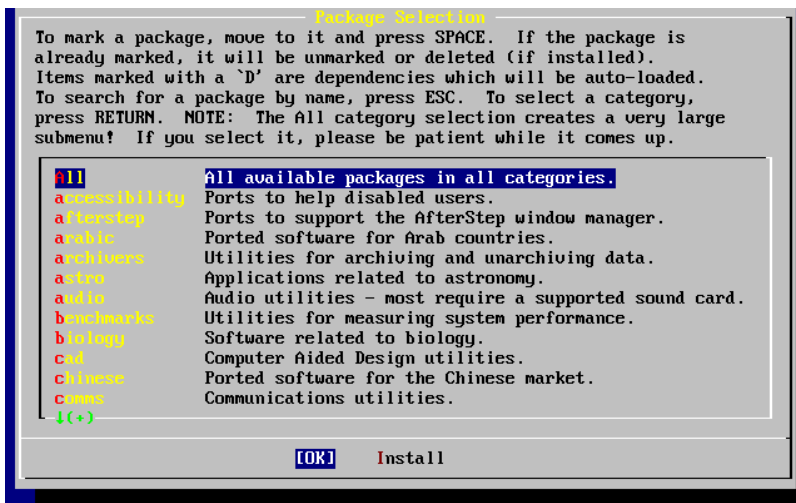 Package Selection
To mark a package, move to it and press SPACE.  If the package is
already marked, it will be unmarked or deleted (if installed).
Items marked with a `D' are dependencies which will be auto-loaded.
To search for a package by name, press ESC.  To select a category,
press RETURN.  NOTE:  The All category selection creates a very large
submenu!  If you select it, please be patient while it comes up.
All All available packages in all categories.
accessibility Ports to help disabled users.
afterstep Ports to support the AfterStep window manager.
arabic Ported software for Arab countries.
archivers Utilities for archiving and unarchiving data.
astro Applications related to astronomy.
audio Audio utilities - most require a supported sound card.
benchmarks Utilities for measuring system performance.
biology Software related to biology.
cad Computer Aided Design utilities.
chinese Ported software for the Chinese market.
comms Communications utilities.
↓(+)
[OK] Install